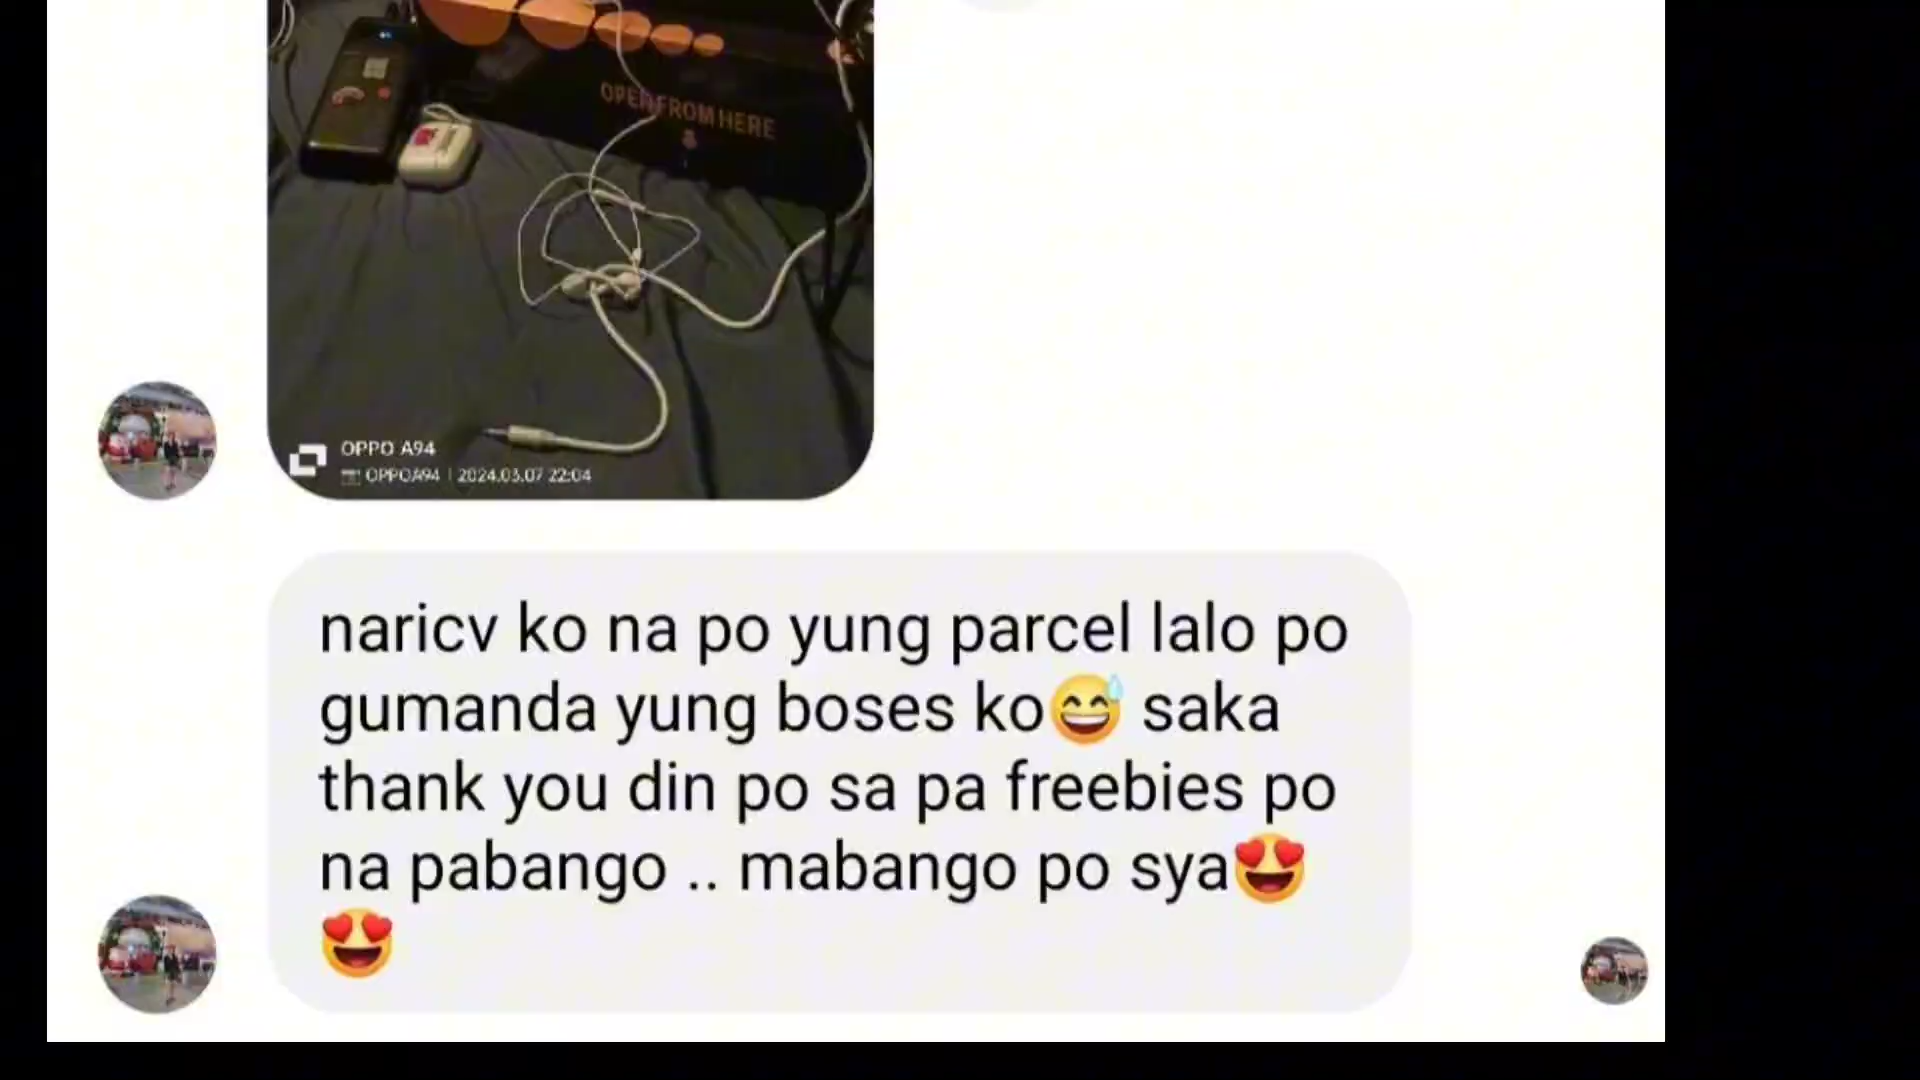 OPEN FROM HERE
OPPO A94
OPPOA94 | 2024.03.07 22:04
naricv ko na po yung parcel lalo po
gumanda yung boses ko😅 saka
thank you din po sa pa freebies po
na pabango .. mabango po sya😍
😍